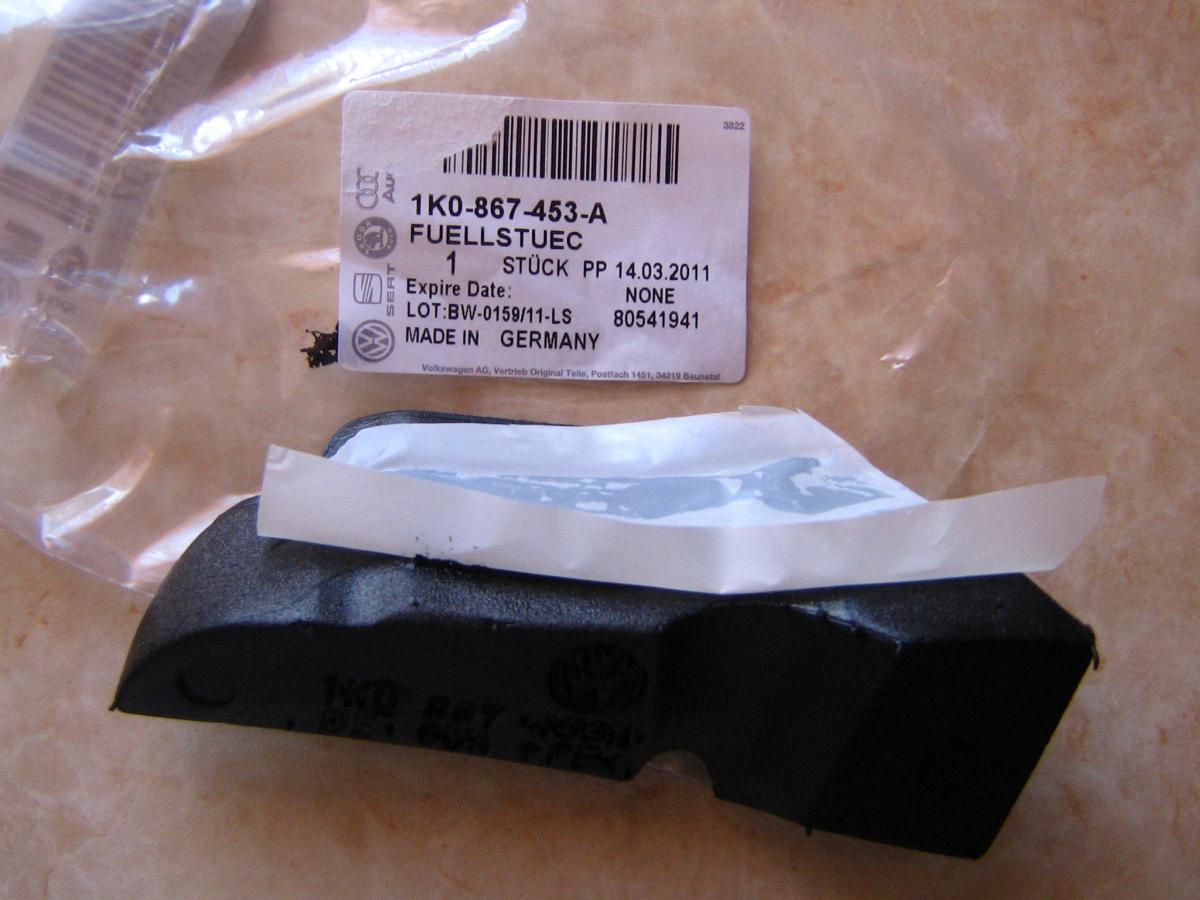 3822
1K0-867-453-A
FUELLSTUEC
1 STÜCK PP 14.03.2011
Expire Date: NONE
LOT:BW-0159/11-LS 80541941
MADE IN GERMANY
Volkswagen AG, Vertrieb Original Teile, Postfach 1451, 34219 Baunatal
SEAT
1K0 867